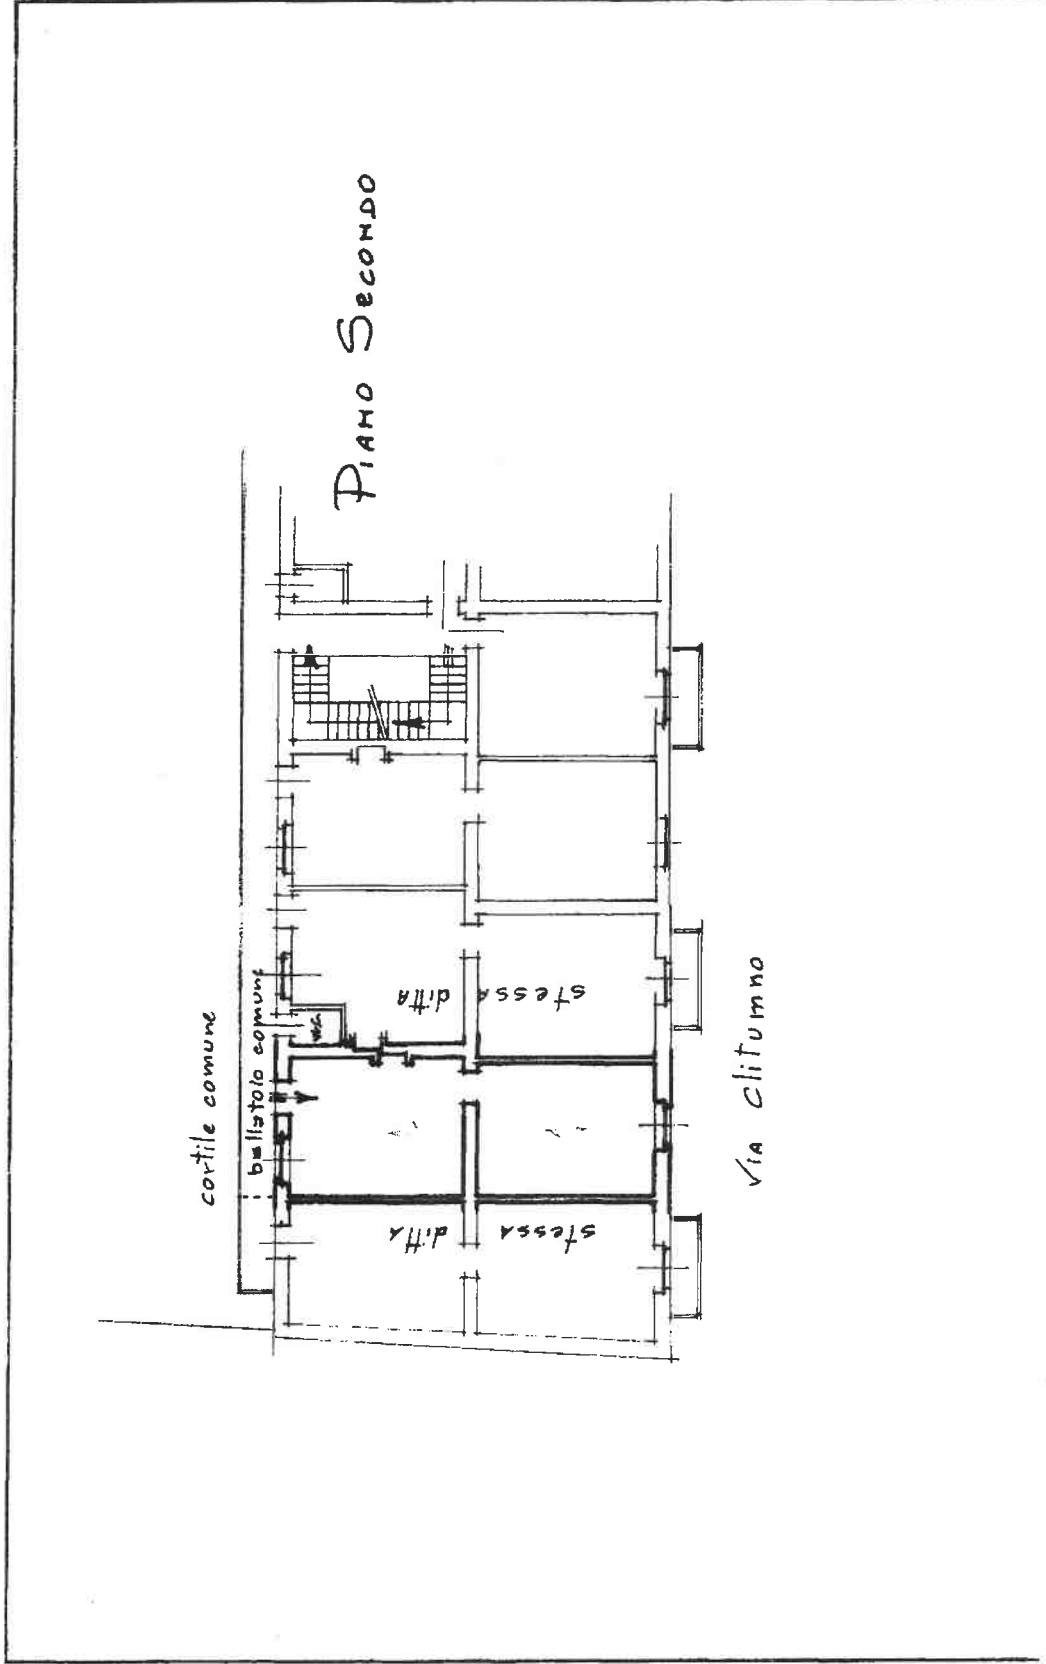 cortile comune
ballatoio comune
W.C.
PIANO SECONDO
stessa ditta
stessa ditta
VIA Clitumno